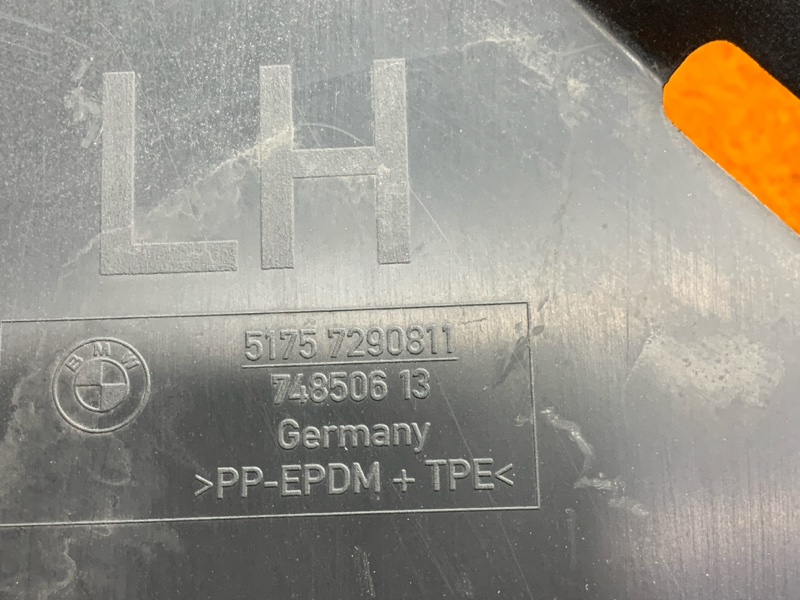 LH
BMW
5175 7290811
748506 13
Germany
>PP-EPDM + TPE<